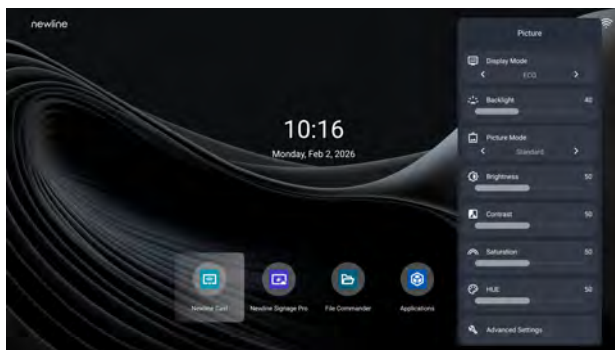 newline
10:16
Monday, Feb 2, 2026
Newline Cast
Newline Signage Pro
File Commander
Applications
Picture
Display Mode
ECO
Backlight 40
Picture Mode
Standard
Brightness 50
Contrast 50
Saturation 50
HUE 50
Advanced Settings